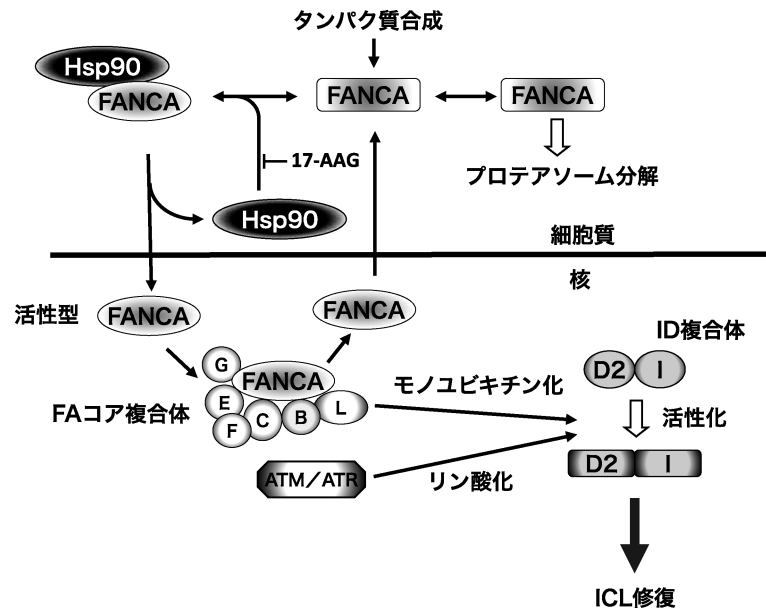 タンパク質合成
Hsp90
FANCA
FANCA
FANCA
17-AAG
プロテアソーム分解
Hsp90
細胞質
核
活性型
FANCA
FANCA
ID複合体
G
FANCA
D2
I
モノユビキチン化
E
C
B
L
F
FAコア複合体
活性化
D2
I
ATM/ATR
リン酸化
ICL修復